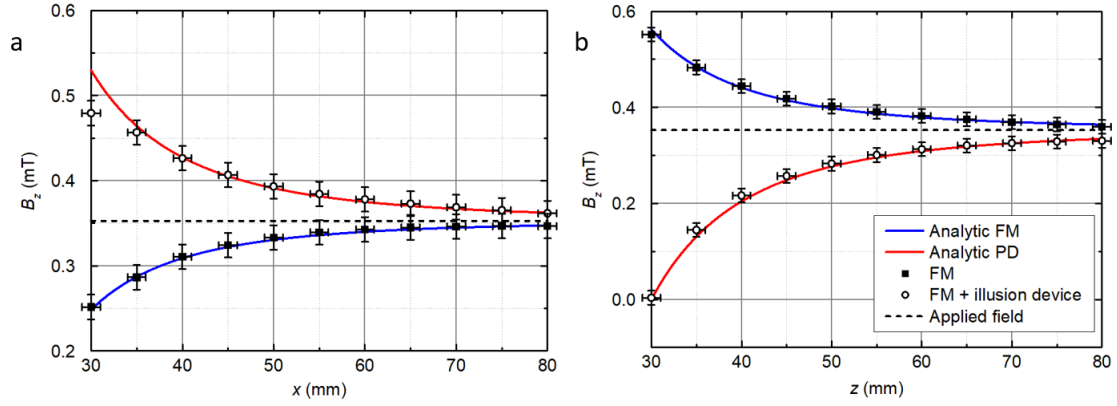 a
0.6
0.5
0.4
0.3
0.2
B_z (mT)
30 40 50 60 70 80
x (mm)
b
0.6
0.4
0.2
0.0
B_z (mT)
30 40 50 60 70 80
z (mm)
Analytic FM
Analytic PD
FM
FM + illusion device
Applied field